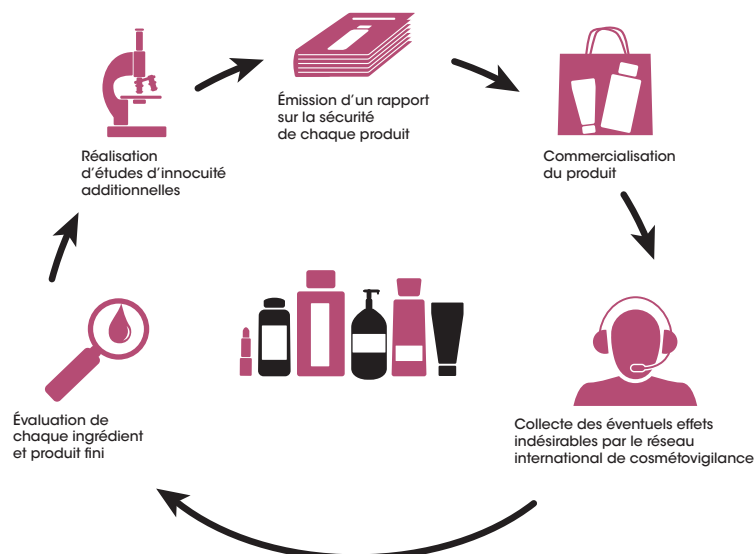 Émission d'un rapport
sur la sécurité
de chaque produit
Réalisation
d'études d'innocuité
additionnelles
Commercialisation
du produit
Évaluation de
chaque ingrédient
et produit fini
Collecte des éventuels effets
indésirables par le réseau
international de cosmétovigilance